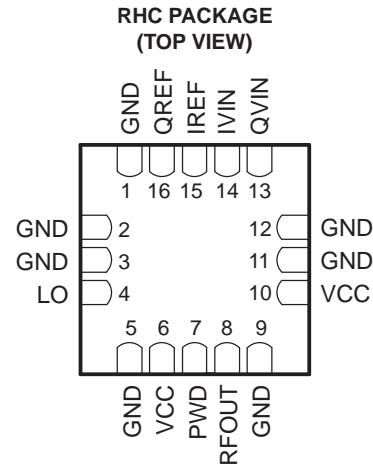 RHC PACKAGE
(TOP VIEW)
GND QREF IREF IVIN QVIN
1 16 15 14 13
GND 2 12 GND
GND 3 11 GND
LO 4 10 VCC
5 6 7 8 9
GND VCC PWD RFOUT GND